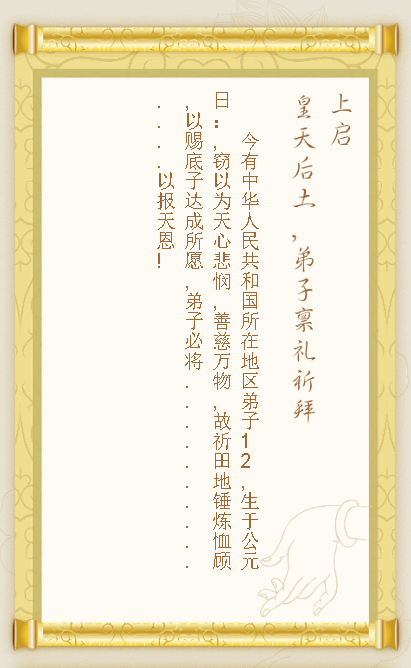 上启
皇天后土,弟子禀礼祈拜
今有中华人民共和国所在地区弟子12,生于公元
日:,窃以为天心悲悯,善慈万物,故祈田地锤炼恤顾
,以赐底子达成所愿,弟子必将..........
....以报天恩!